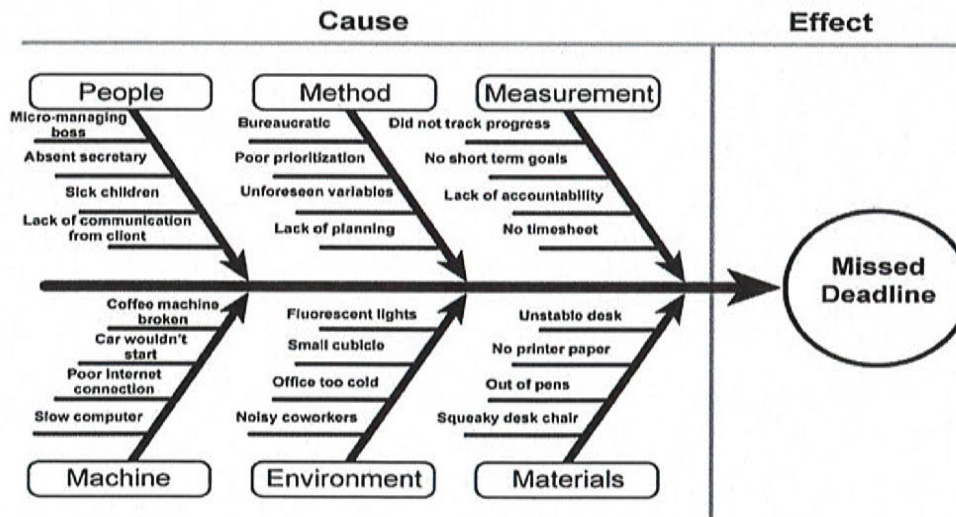 Cause
Effect
People
Method
Measurement
Micro-managing
boss
Absent secretary
Sick children
Lack of communication
from client
Bureaucratic
Poor prioritization
Unforeseen variables
Lack of planning
Did not track progress
No short term goals
Lack of accountability
No timesheet
Missed
Deadline
Coffee machine
broken
Car wouldn't
start
Poor internet
connection
Slow computer
Fluorescent lights
Small cubicle
Office too cold
Noisy coworkers
Unstable desk
No printer paper
Out of pens
Squeaky desk chair
Machine
Environment
Materials